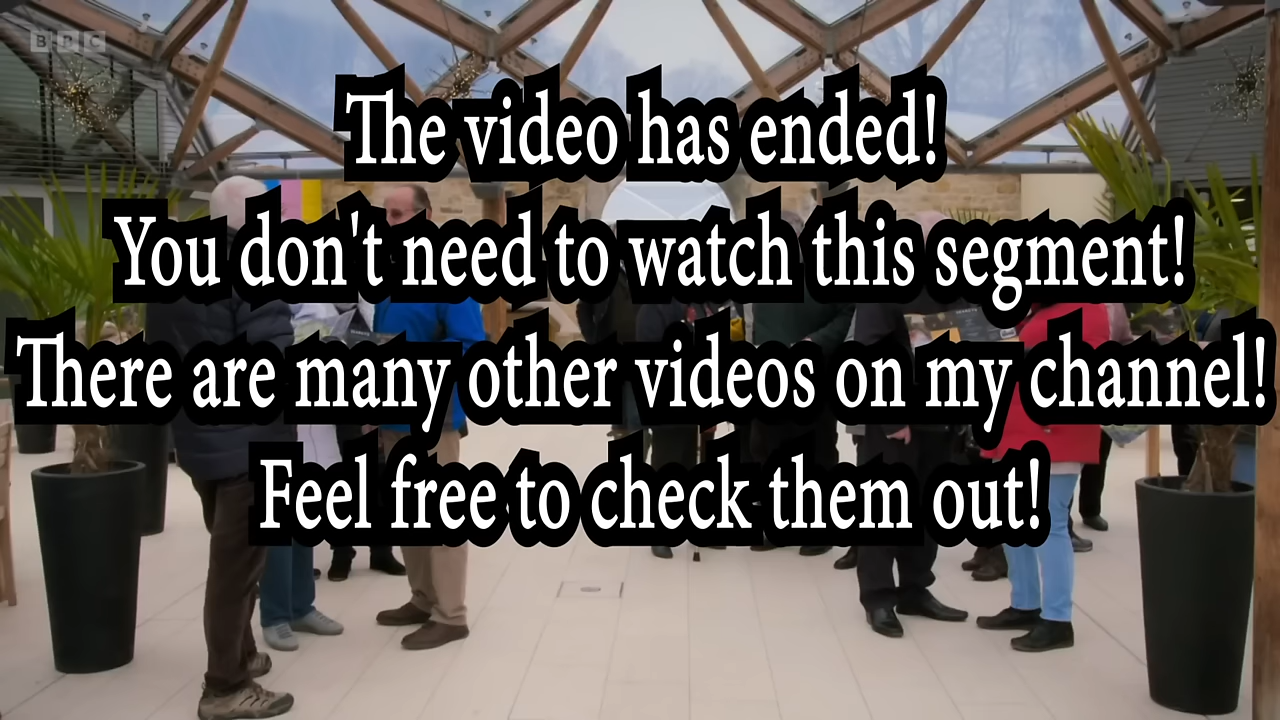 BBC
The video has ended!
You don't need to watch this segment!
There are many other videos on my channel!
Feel free to check them out!